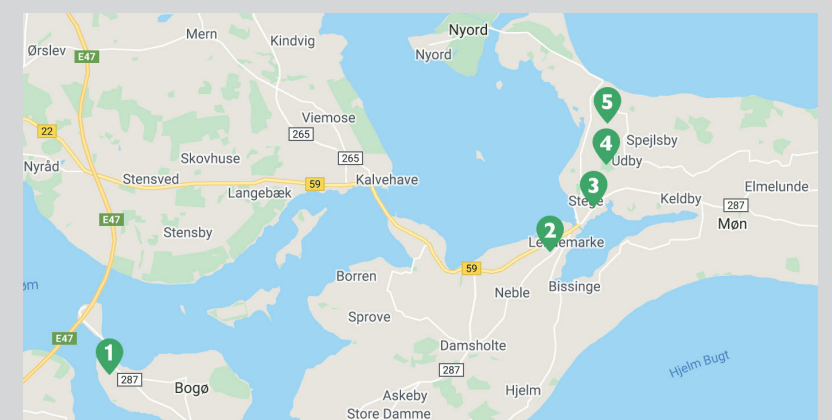 Nyord
Mern
Kindvig
Ørslev
Nyord
E47
5
Viemose
22
265
4
Spejlsby
Skovhuse
265
Udby
Nyråd
Stensved
59
Kalvehave
3
Elmelunde
Langebæk
Stege
Keldby
287
E47
Møn
Stensby
2
59
Borren
Neble
Bissinge
Sprove
E47
Damsholte
1
287
287
Hjelm Bugt
Bogø
Hjelm
Askeby
Store Damme